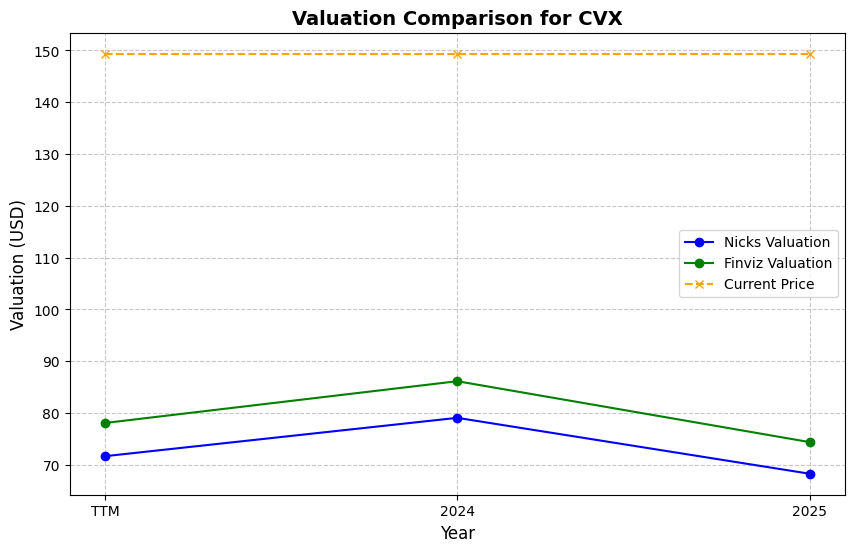 Valuation Comparison for CVX
Valuation (USD)
150
140
130
120
110
100
90
80
70
Nicks Valuation
Finviz Valuation
Current Price
TTM
2024
2025
Year